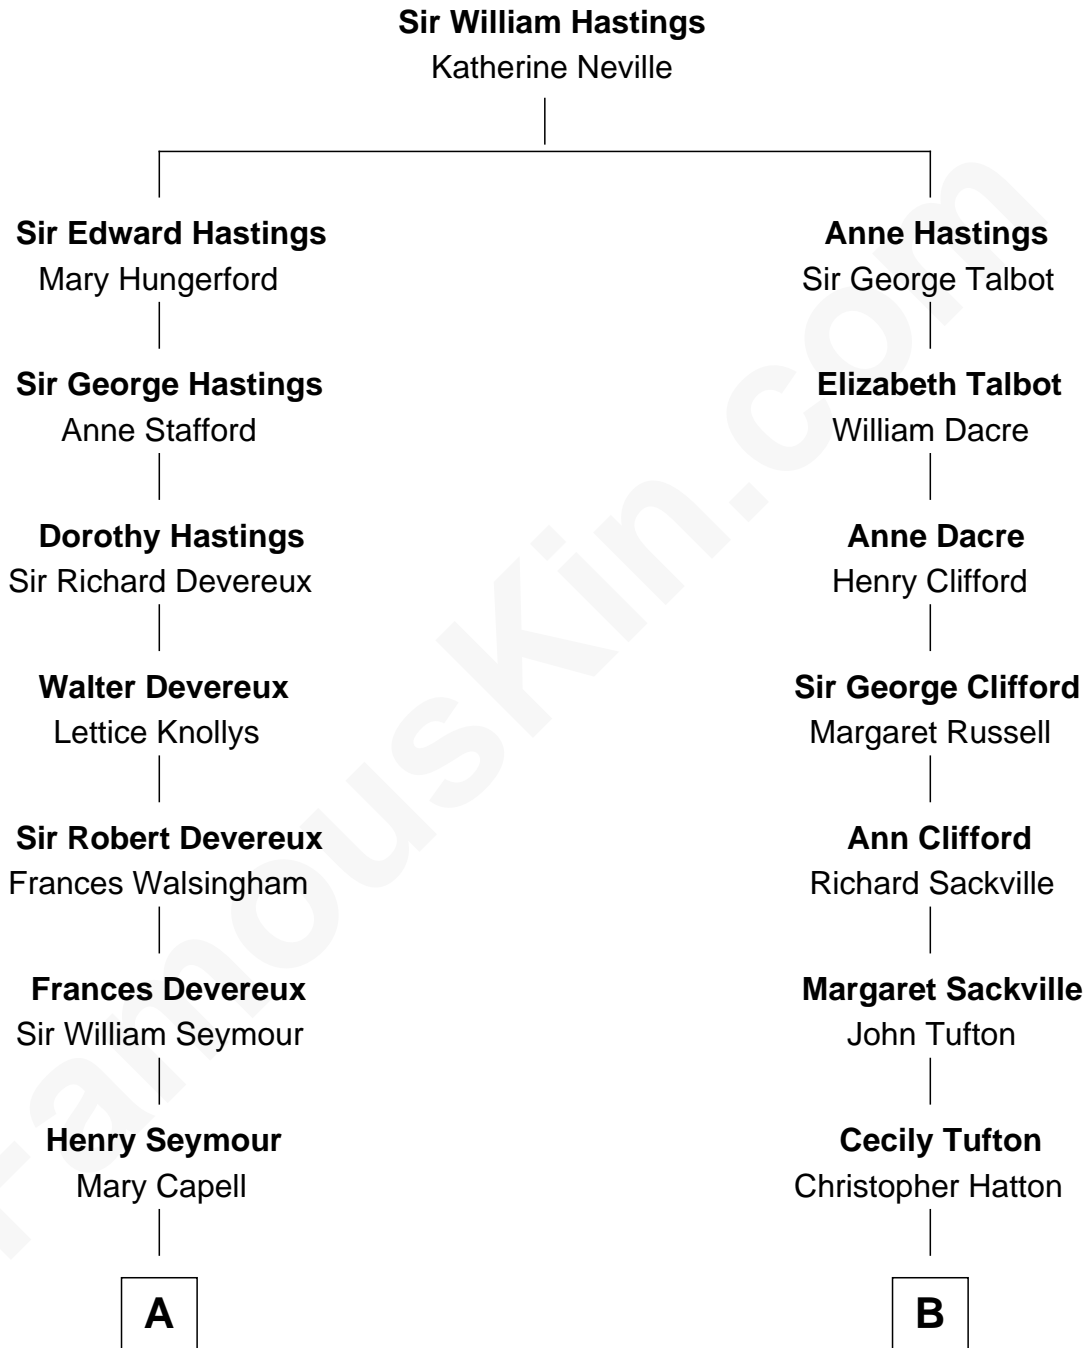 Sir William Hastings
Katherine Neville
Sir Edward Hastings
Mary Hungerford
Anne Hastings
Sir George Talbot
Sir George Hastings
Anne Stafford
Elizabeth Talbot
William Dacre
Dorothy Hastings
Sir Richard Devereux
Anne Dacre
Henry Clifford
Walter Devereux
Lettice Knollys
Sir George Clifford
Margaret Russell
Sir Robert Devereux
Frances Walsingham
Ann Clifford
Richard Sackville
Frances Devereux
Sir William Seymour
Margaret Sackville
John Tufton
Henry Seymour
Mary Capell
Cecily Tufton
Christopher Hatton
A
B
FamousKin.com